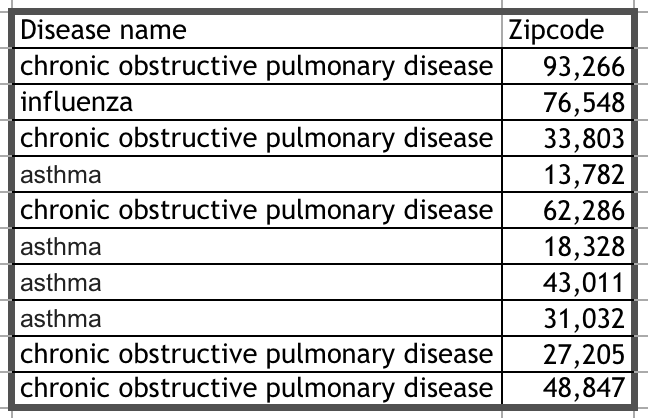 Disease name Zipcode
chronic obstructive pulmonary disease 93,266
influenza 76,548
chronic obstructive pulmonary disease 33,803
asthma 13,782
chronic obstructive pulmonary disease 62,286
asthma 18,328
asthma 43,011
asthma 31,032
chronic obstructive pulmonary disease 27,205
chronic obstructive pulmonary disease 48,847